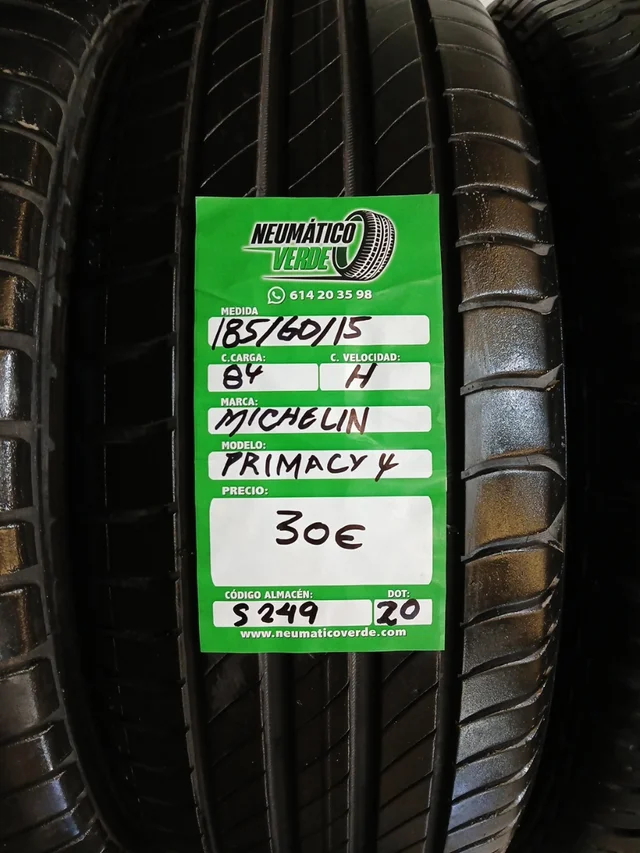 NEUMÁTICO
VERDE
614 20 35 98
MEDIDA
185/60/15
C.CARGA: C. VELOCIDAD:
84 H
MARCA:
MICHELIN
MODELO:
PRIMACY 4
PRECIO:
30€
CÓDIGO ALMACÉN: DOT:
S249 20
www.neumaticoverde.com